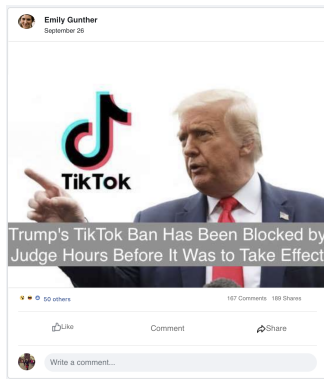 Emily Gunther
September 26
TikTok
Trump's TikTok Ban Has Been Blocked by
Judge Hours Before It Was to Take Effect
50 others
167 Comments 189 Shares
Like
Comment
Share
Write a comment...